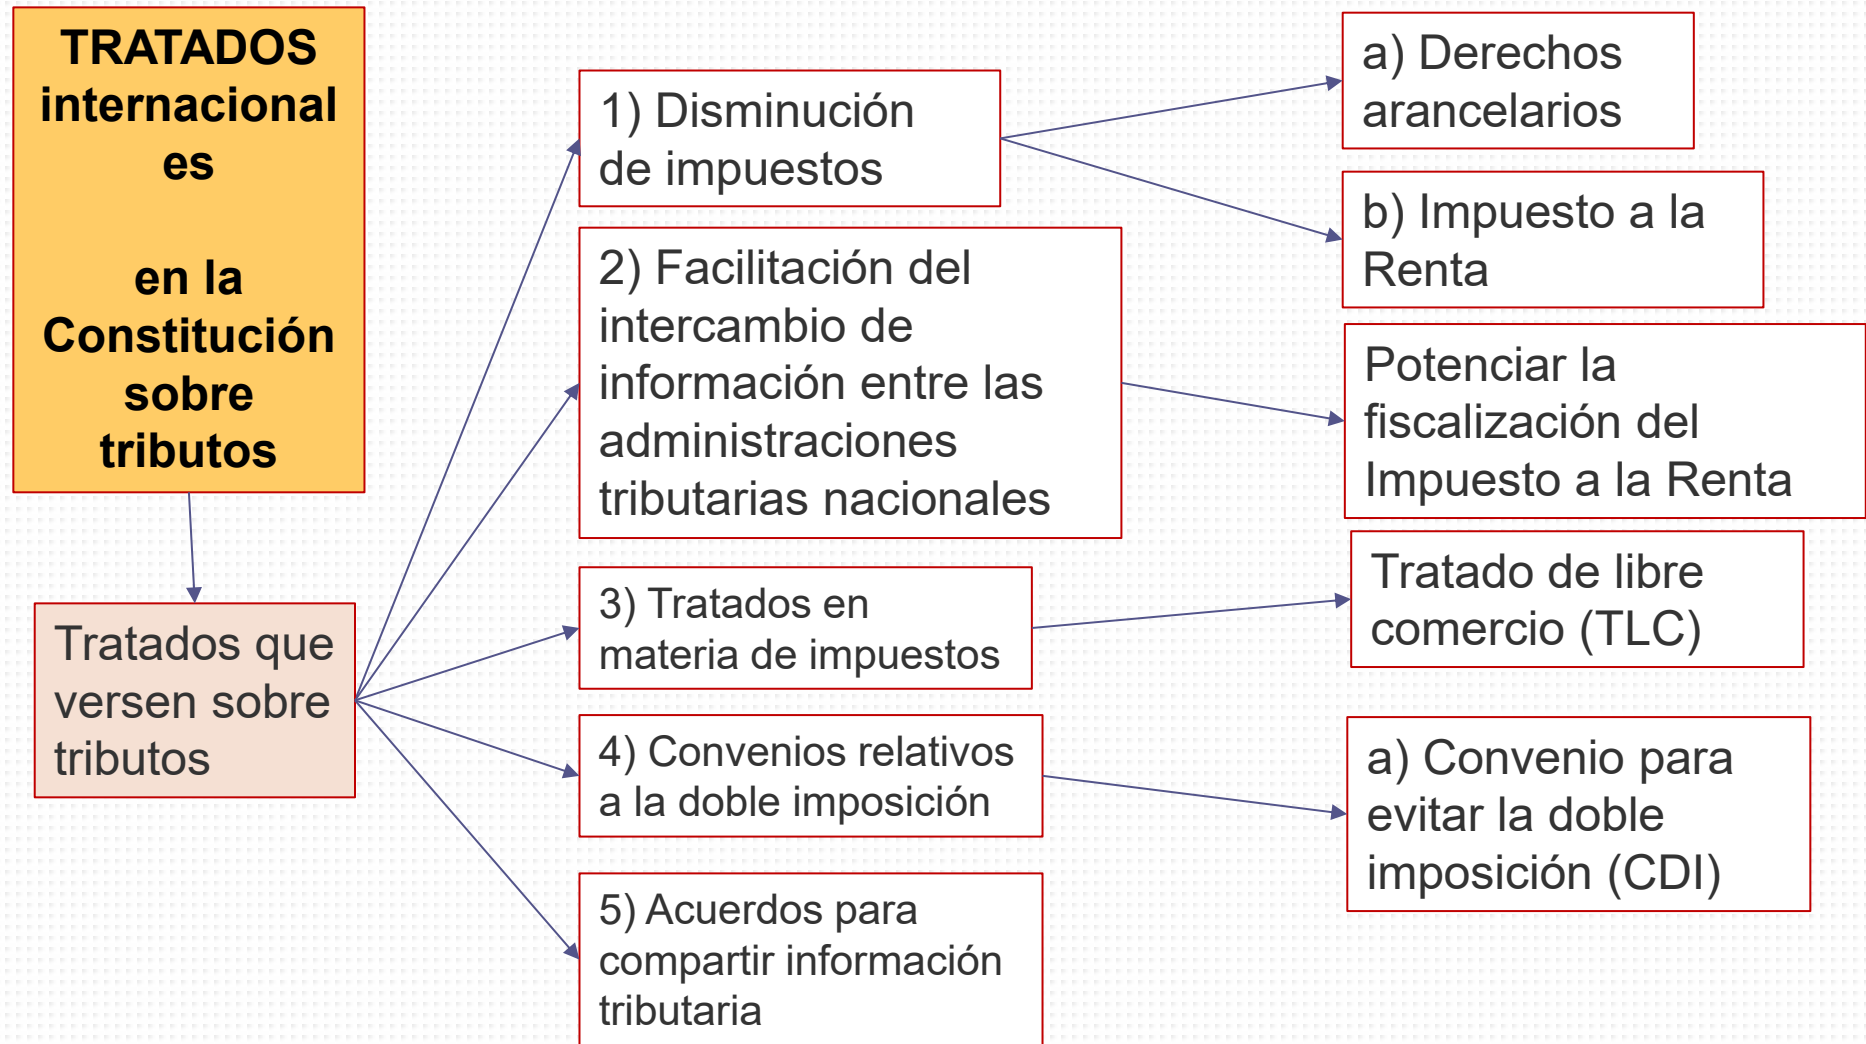 TRATADOS
internacional
es
en la
Constitución
sobre
tributos
Tratados que
versen sobre
tributos
1) Disminución
de impuestos
a) Derechos
arancelarios
b) Impuesto a la
Renta
2) Facilitación del
intercambio de
información entre las
administraciones
tributarias nacionales
Potenciar la
fiscalización del
Impuesto a la Renta
3) Tratados en
materia de impuestos
Tratado de libre
comercio (TLC)
4) Convenios relativos
a la doble imposición
a) Convenio para
evitar la doble
imposición (CDI)
5) Acuerdos para
compartir información
tributaria